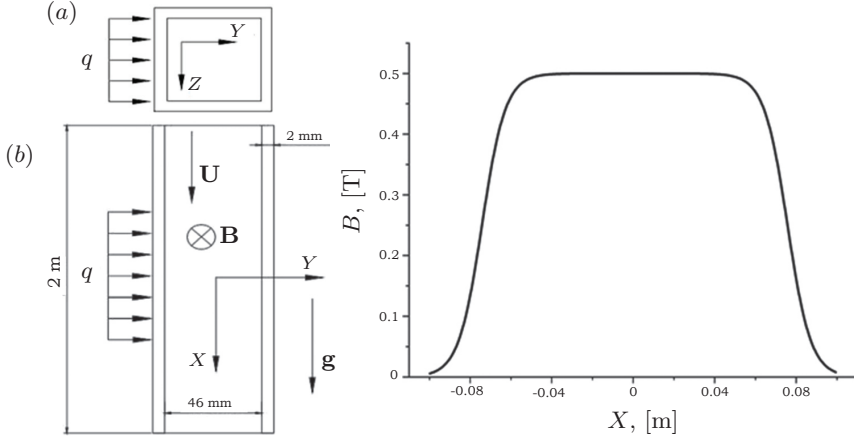 (a)
q
Y
Z
(b)
2 mm
U
B
q
2 m
Y
X
g
46 mm
0.5
0.4
0.3
0.2
0.1
0
B, [T]
-0.08
-0.04
0
0.04
0.08
X, [m]